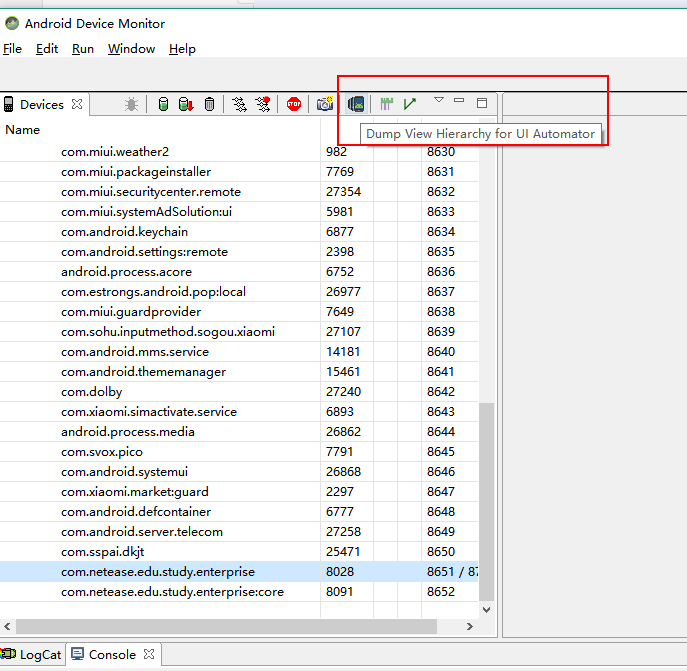 Android Device Monitor
File Edit Run Window Help
Devices
STOP
Dump View Hierarchy for UI Automator
Name
com.miui.weather2 982 8630
com.miui.packageinstaller 7769 8631
com.miui.securitycenter.remote 27354 8632
com.miui.systemAdSolution:ui 5981 8633
com.android.keychain 6877 8634
com.android.settings:remote 2398 8635
android.process.acore 6752 8636
com.estrongs.android.pop:local 26977 8637
com.miui.guardprovider 7649 8638
com.sohu.inputmethod.sogou.xiaomi 27107 8639
com.android.mms.service 14181 8640
com.android.thememanager 15461 8641
com.dolby 27240 8642
com.xiaomi.simactivate.service 6893 8643
android.process.media 26862 8644
com.svox.pico 7791 8645
com.android.systemui 26868 8646
com.xiaomi.market:guard 2297 8647
com.android.defcontainer 6777 8648
com.android.server.telecom 27258 8649
com.sspai.dkjt 25471 8650
com.netease.edu.study.enterprise 8028 8651 / 87
com.netease.edu.study.enterprise:core 8091 8652
LogCat Console